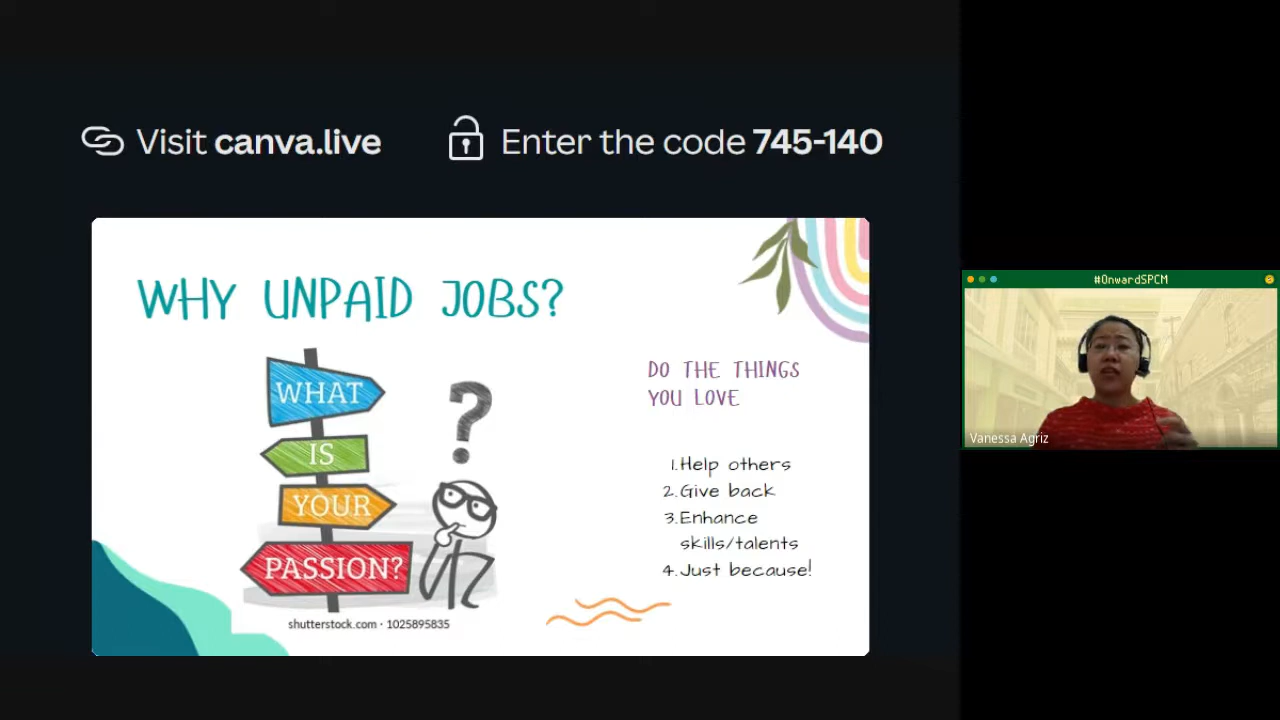 Visit canva.live
Enter the code 745-140
WHY UNPAID JOBS?
WHAT
IS
YOUR
PASSION?
?
shutterstock.com · 1025895835
DO THE THINGS
YOU LOVE
1. Help others
2. Give back
3. Enhance
skills/talents
4. Just because!
#OnwardSPCM
Vanessa Agriz